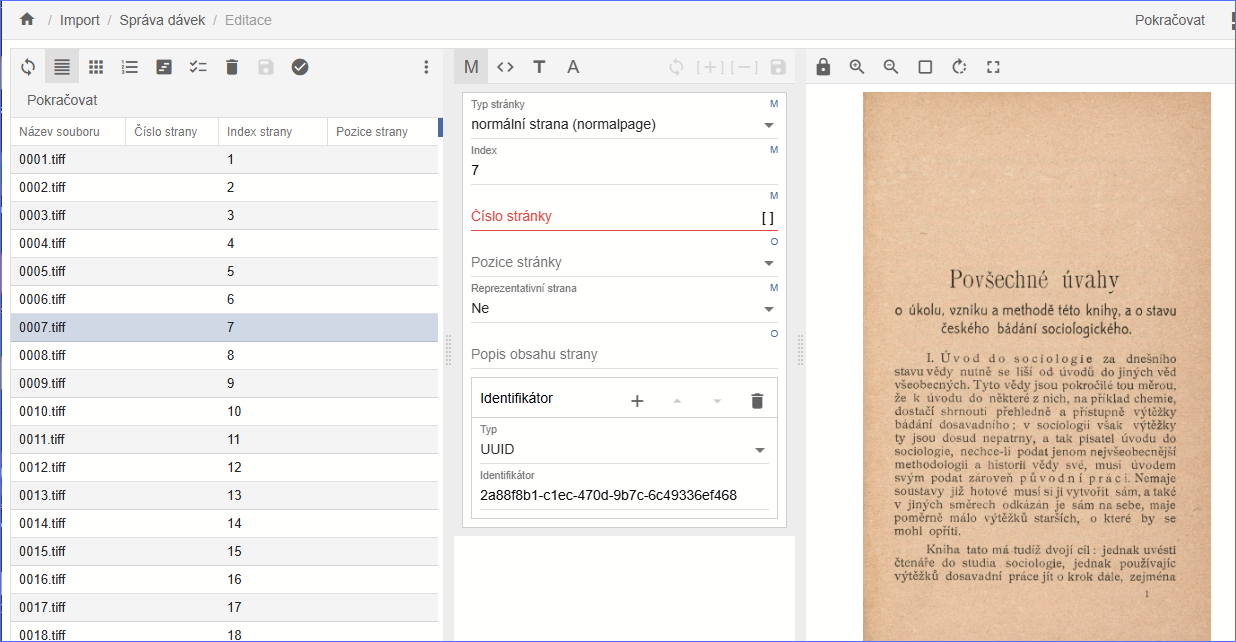 / Import / Správa dávek / Editace
Pokračovat
Pokračovat
Název souboru Číslo strany Index strany Pozice strany
0001.tiff 1
0002.tiff 2
0003.tiff 3
0004.tiff 4
0005.tiff 5
0006.tiff 6
0007.tiff 7
0008.tiff 8
0009.tiff 9
0010.tiff 10
0011.tiff 11
0012.tiff 12
0013.tiff 13
0014.tiff 14
0015.tiff 15
0016.tiff 16
0017.tiff 17
0018.tiff 18
M <> T A [+] [−]
Typ stránky M
normální strana (normalpage)
Index M
7
M
Číslo stránky [ ]
O
Pozice stránky
Reprezentativní strana M
Ne
O
Popis obsahu strany
Identifikátor
Typ
UUID
Identifikátor
2a88f8b1-c1ec-470d-9b7c-6c49336ef468
Povšechné úvahy
o úkolu, vzniku a methodě této knihy, a o stavu
českého bádání sociologického.
I. Úvod do sociologie za dnešního
stavu vědy nutně se liší od úvodů do jiných věd
všeobecných. Tyto vědy jsou pokročilé tou měrou,
že k úvodu do některé z nich, na příklad chemie,
dostačí shrnouti přehledně a přístupně výtěžky
bádání dosavadního; v sociologii však výtěžky
ty jsou dosud nepatrny, a tak pisatel úvodu do
sociologie, nechce-li podat jenom nejvšeobecnější
methodologii a historii vědy své, musí úvodem
svým podat zároveň původní práci. Nemaje
soustavy již hotové musí si ji vytvořit sám, a také
v jiných směrech odkázán je sám na sebe, maje
poměrně málo výtěžků starších, o které by se
mohl opříti.
Kniha tato má tudíž dvojí cíl: jednak uvésti
čtenáře do studia sociologie, jednak používajíc
výtěžků dosavadní práce jít o krok dále, zejména
1